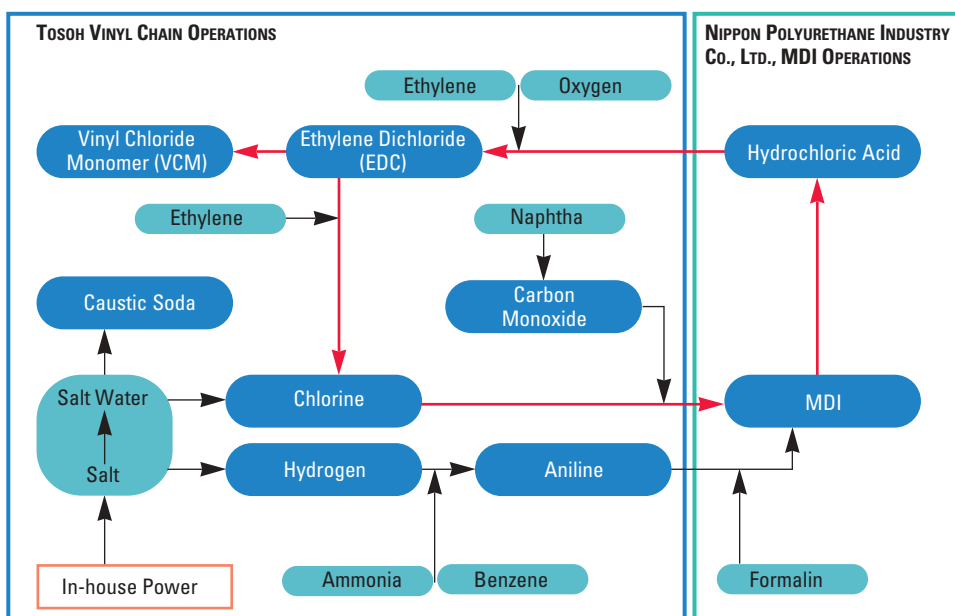 Tosoh Vinyl Chain Operations
Nippon Polyurethane Industry
Co., Ltd., MDI Operations
Ethylene
Oxygen
Vinyl Chloride
Monomer (VCM)
Ethylene Dichloride
(EDC)
Hydrochloric Acid
Ethylene
Naphtha
Caustic Soda
Carbon
Monoxide
Salt Water
Chlorine
MDI
Salt
Hydrogen
Aniline
In-house Power
Ammonia
Benzene
Formalin